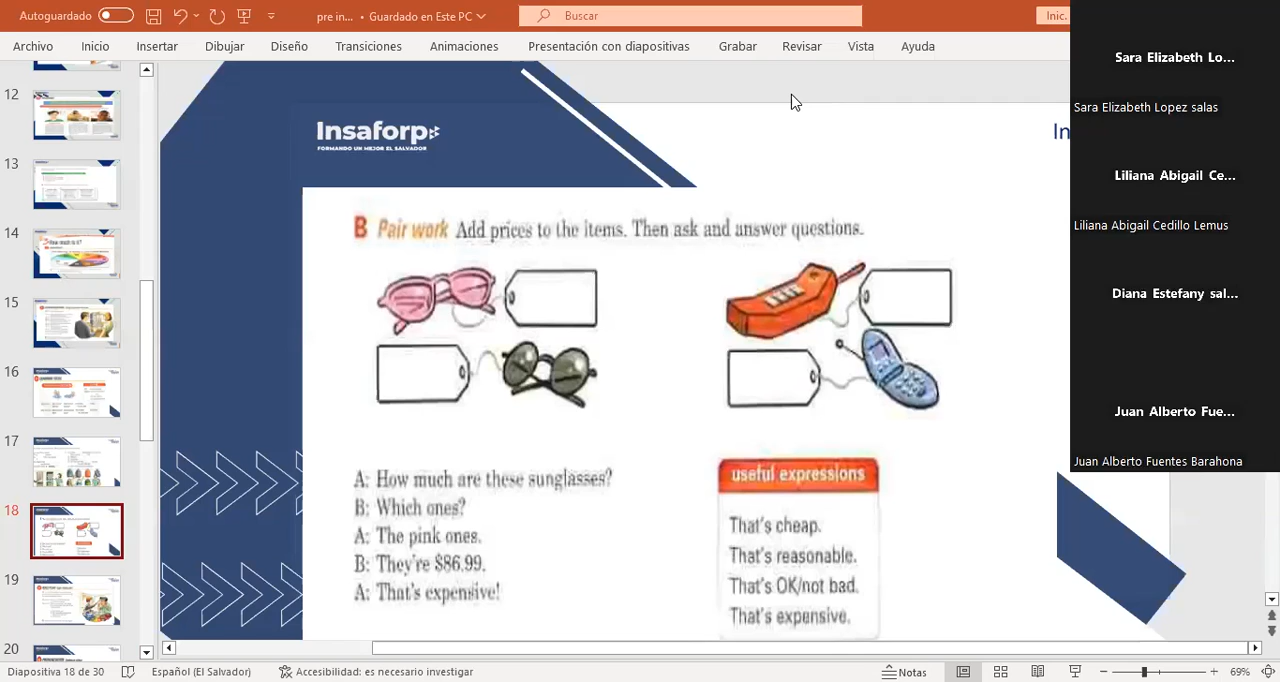 Autoguardado
pre in... • Guardado en Este PC
Buscar
Inic.
Archivo Inicio Insertar Dibujar Diseño Transiciones Animaciones Presentación con diapositivas Grabar Revisar Vista Ayuda
12
13
14
15
16
17
18
19
20
Insaforp
FORMANDO UN MEJOR EL SALVADOR
In
B Pair work Add prices to the items. Then ask and answer questions.
A: How much are these sunglasses?
B: Which ones?
A: The pink ones.
B: They're $86.99.
A: That's expensive!
useful expressions
That's cheap.
That's reasonable.
That's OK/not bad.
That's expensive.
Sara Elizabeth Lo...
Sara Elizabeth Lopez salas
Liliana Abigail Ce...
Liliana Abigail Cedillo Lemus
Diana Estefany sal...
Juan Alberto Fue...
Juan Alberto Fuentes Barahona
Diapositiva 18 de 30 Español (El Salvador) Accesibilidad: es necesario investigar Notas 69%